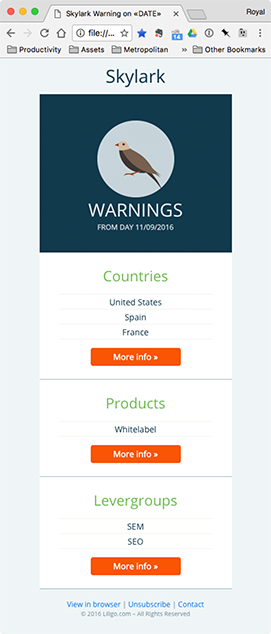 Skylark Warning on «DATE»
Royal
file://...
14
Productivity
Assets
Metropolitan
»
Other Bookmarks
Skylark
WARNINGS
FROM DAY 11/09/2016
Countries
United States
Spain
France
More info »
Products
Whitelabel
More info »
Levergroups
SEM
SEO
More info »
View in browser | Unsubscribe | Contact
© 2016 Liligo.com – All Rights Reserved